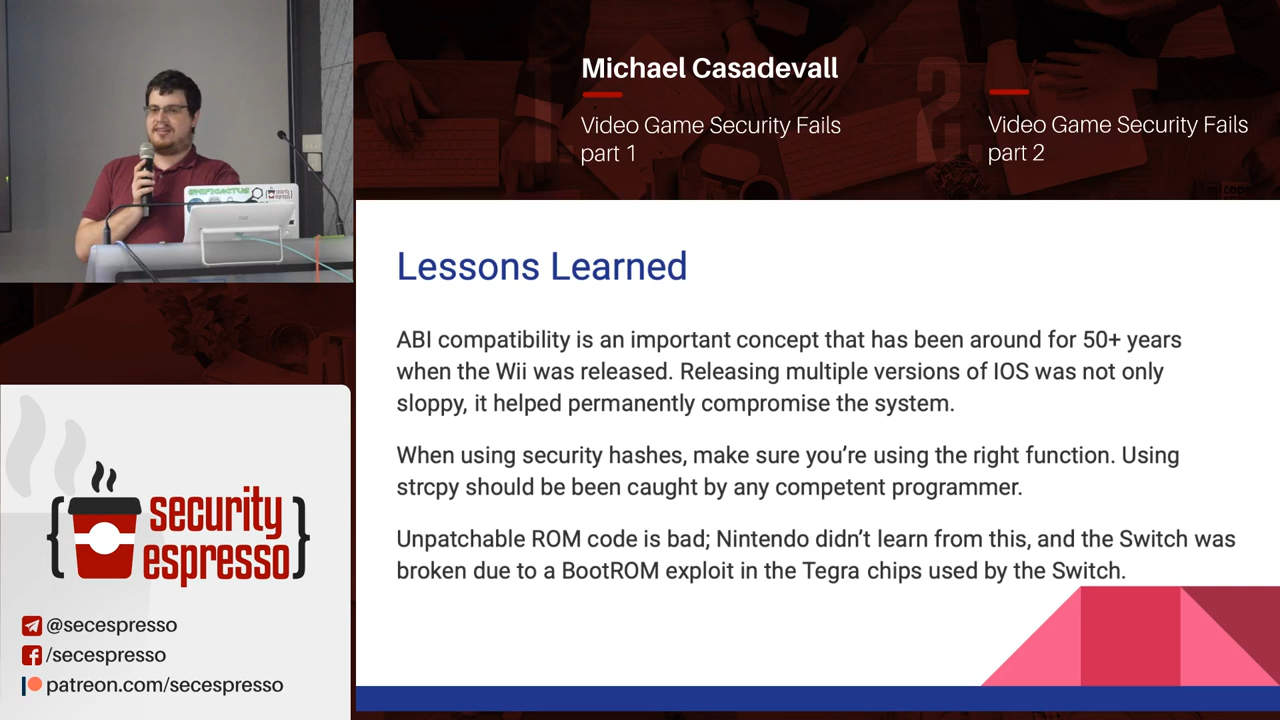 Michael Casadevall
Video Game Security Fails
part 1
Video Game Security Fails
part 2
Lessons Learned
ABI compatibility is an important concept that has been around for 50+ years
when the Wii was released. Releasing multiple versions of IOS was not only
sloppy, it helped permanently compromise the system.
When using security hashes, make sure you’re using the right function. Using
strcpy should be been caught by any competent programmer.
Unpatchable ROM code is bad; Nintendo didn’t learn from this, and the Switch was
broken due to a BootROM exploit in the Tegra chips used by the Switch.
security
espresso
@secespresso
/secespresso
patreon.com/secespresso